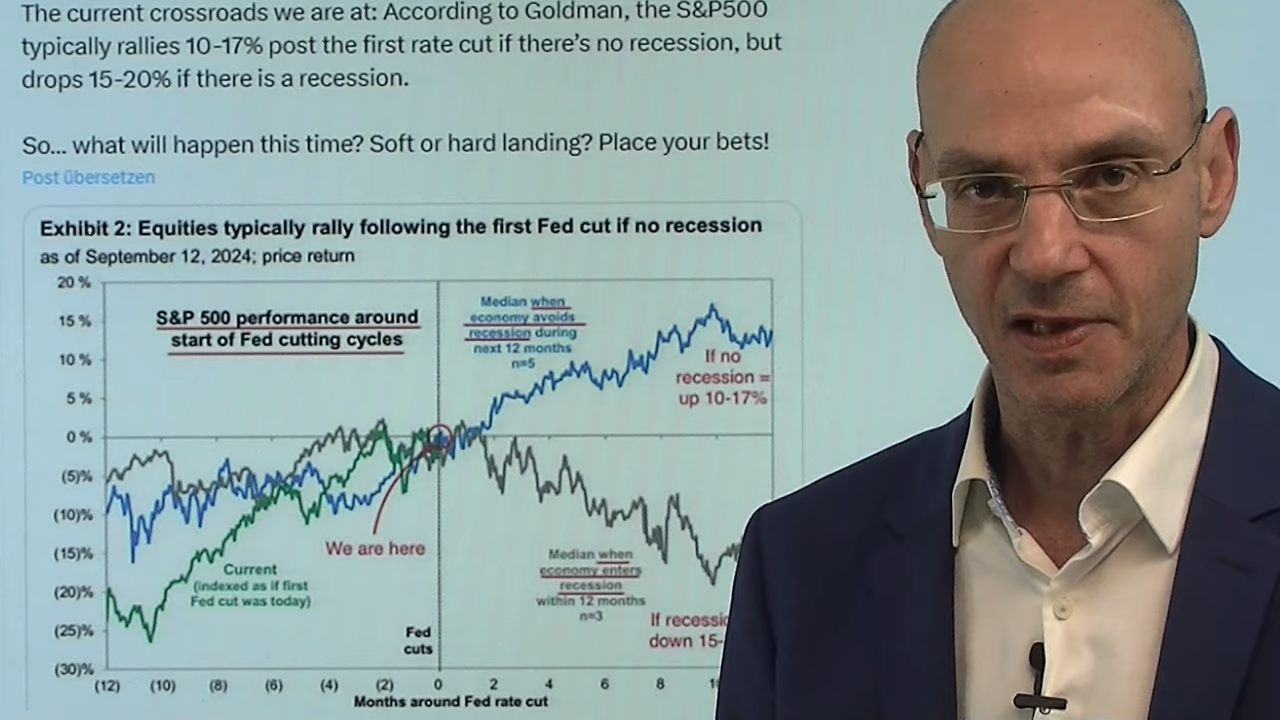 The current crossroads we are at: According to Goldman, the S&P500
typically rallies 10-17% post the first rate cut if there's no recession, but
drops 15-20% if there is a recession.
So... what will happen this time? Soft or hard landing? Place your bets!
Post übersetzen
Exhibit 2: Equities typically rally following the first Fed cut if no recession
as of September 12, 2024; price return
20 %
15 %
10 %
5 %
0 %
(5)%
(10)%
(15)%
(20)%
(25)%
(30)%
S&P 500 performance around
start of Fed cutting cycles
Median when
economy avoids
recession during
next 12 months
n=5
If no
recession =
up 10-17%
We are here
Current
(indexed as if first
Fed cut was today)
Median when
economy enters
recession
within 12 months
n=3
If recessio
down 15-
Fed
cuts
(12) (10) (8) (6) (4) (2) 0 2 4 6 8
Months around Fed rate cut